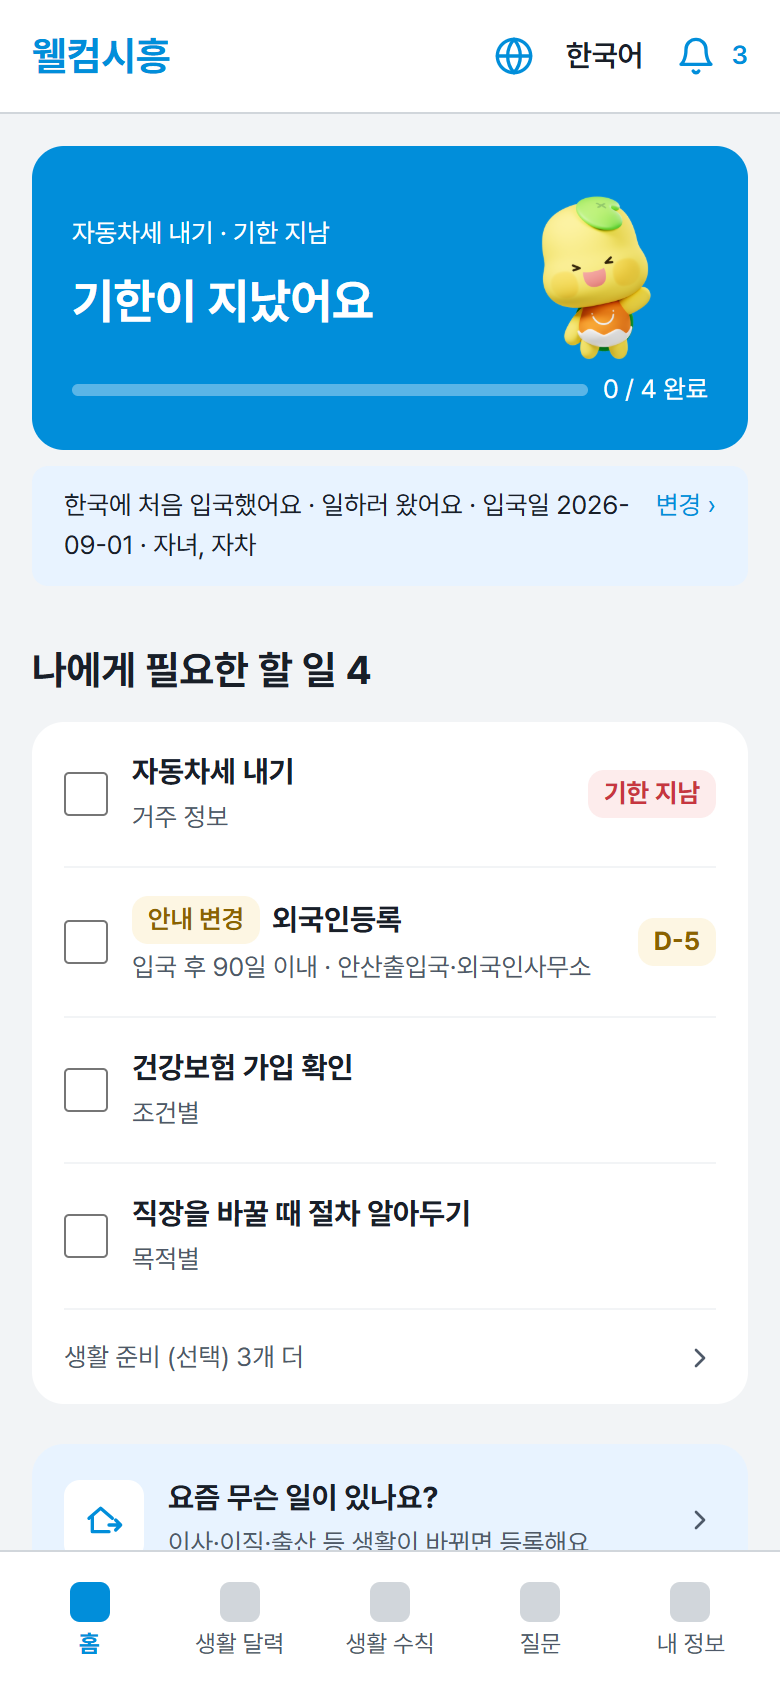 웰컴시흥
한국어
3
자동차세 내기 · 기한 지남
기한이 지났어요
0 / 4 완료
한국에 처음 입국했어요 · 일하러 왔어요 · 입국일 2026-
09-01 · 자녀, 자차
변경 ›
나에게 필요한 할 일 4
자동차세 내기
거주 정보
기한 지남
안내 변경 외국인등록
입국 후 90일 이내 · 안산출입국·외국인사무소
D-5
건강보험 가입 확인
조건별
직장을 바꿀 때 절차 알아두기
목적별
생활 준비 (선택) 3개 더
요즘 무슨 일이 있나요?
이사·이직·출산 등 생활이 바뀌면 등록해요
홈
생활 달력
생활 수칙
질문
내 정보